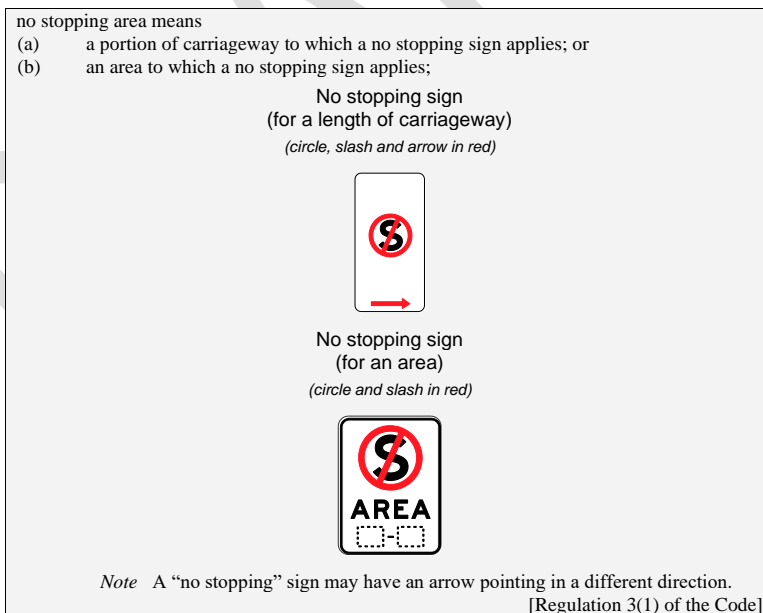 no stopping area means
(a) a portion of carriageway to which a no stopping sign applies; or
(b) an area to which a no stopping sign applies;
No stopping sign
(for a length of carriageway)
(circle, slash and arrow in red)
S
No stopping sign
(for an area)
(circle and slash in red)
S
AREA
-
Note A “no stopping” sign may have an arrow pointing in a different direction.
[Regulation 3(1) of the Code]